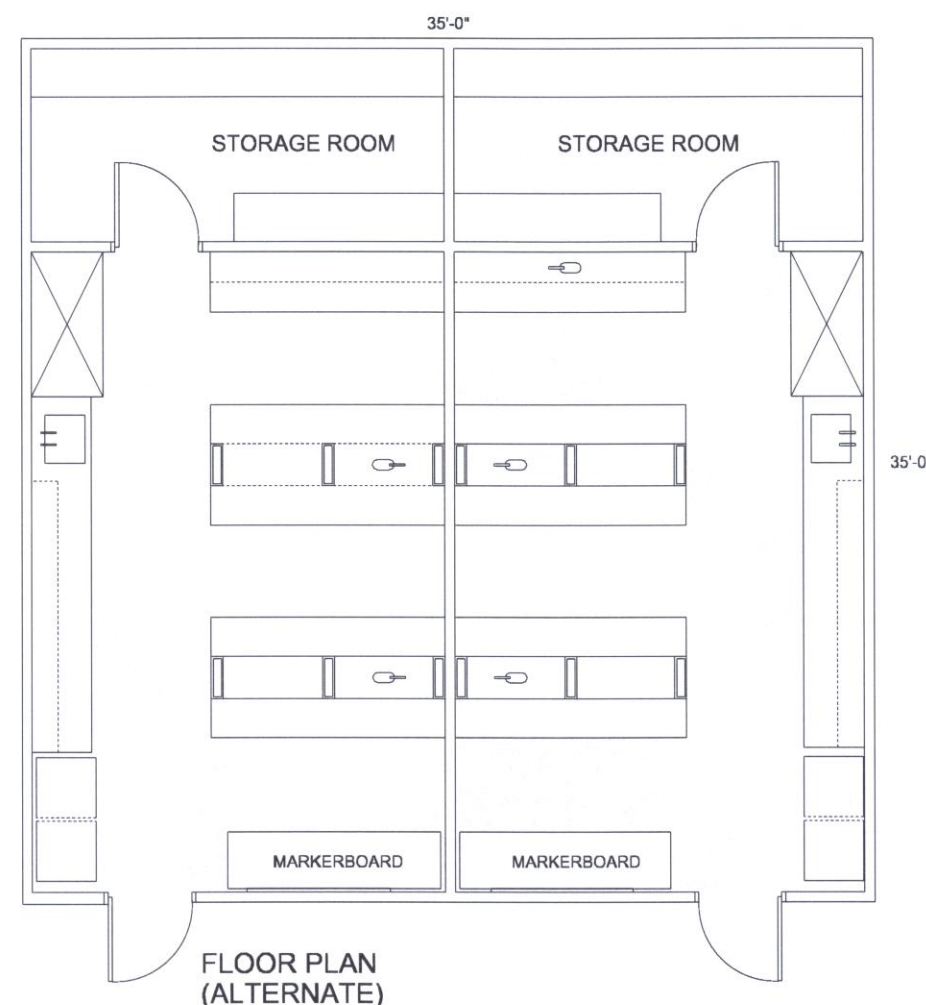 35'-0"
STORAGE ROOM
STORAGE ROOM
35'-0
MARKERBOARD
MARKERBOARD
FLOOR PLAN
(ALTERNATE)